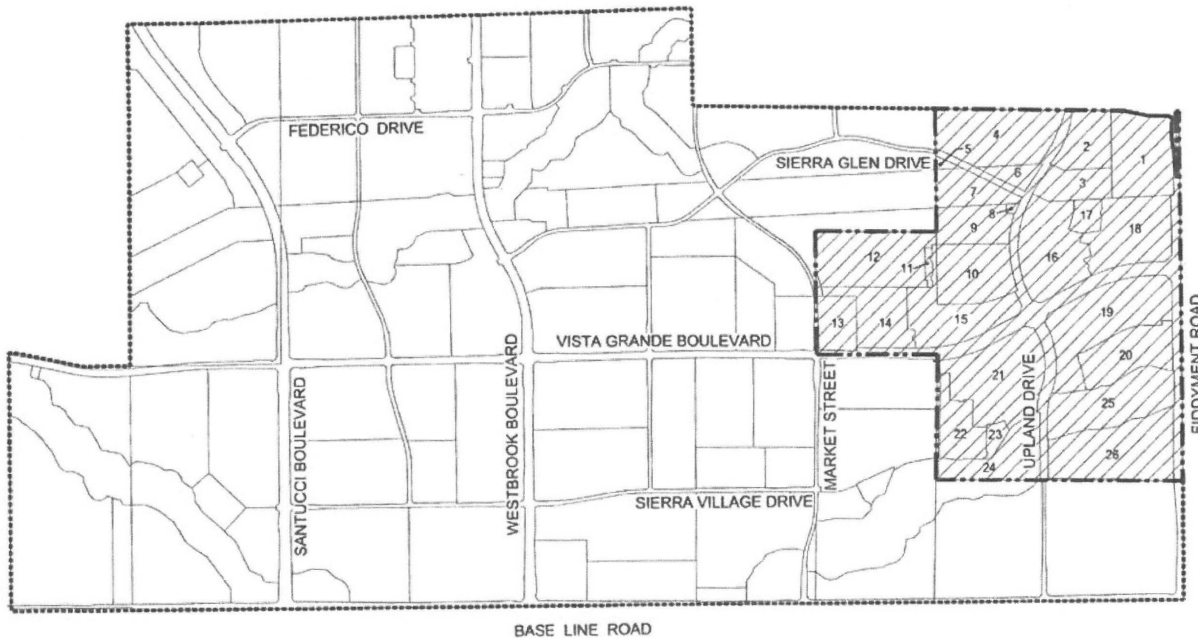 FEDERICO DRIVE
SIERRA GLEN DRIVE
4
2
1
5
6
7
3
8
17
9
18
16
12
11
10
13
14
15
19
VISTA GRANDE BOULEVARD
20
21
25
22
23
24
26
SANTUCCI BOULEVARD
WESTBROOK BOULEVARD
MARKET STREET
UPLAND DRIVE
FIDDYMENT ROAD
SIERRA VILLAGE DRIVE
BASE LINE ROAD